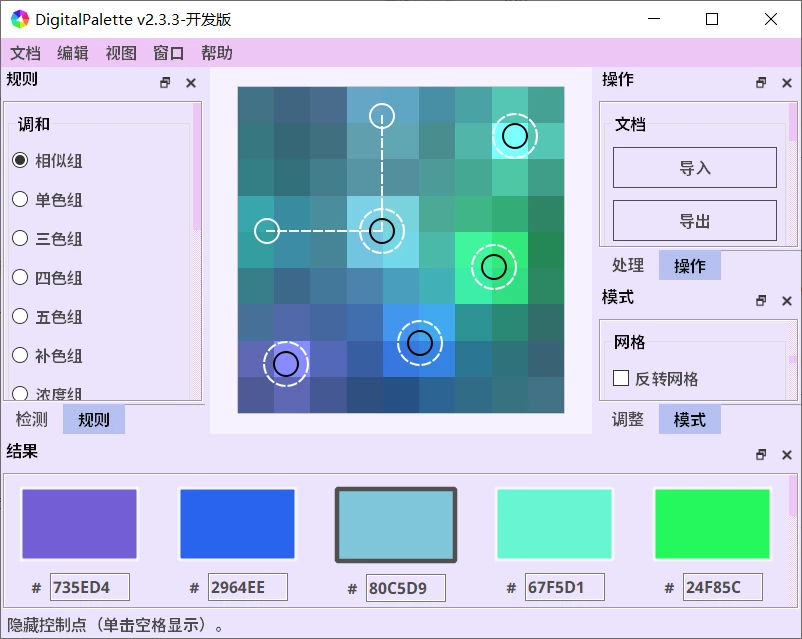 DigitalPalette v2.3.3-开发版
文档 编辑 视图 窗口 帮助
规则
调和
相似组
单色组
三色组
四色组
五色组
补色组
浓度组
检测 规则
操作
文档
导入
导出
处理 操作
模式
网格
反转网格
调整 模式
结果
# 735ED4 # 2964EE # 80C5D9 # 67F5D1 # 24F85C
隐藏控制点（单击空格显示）。